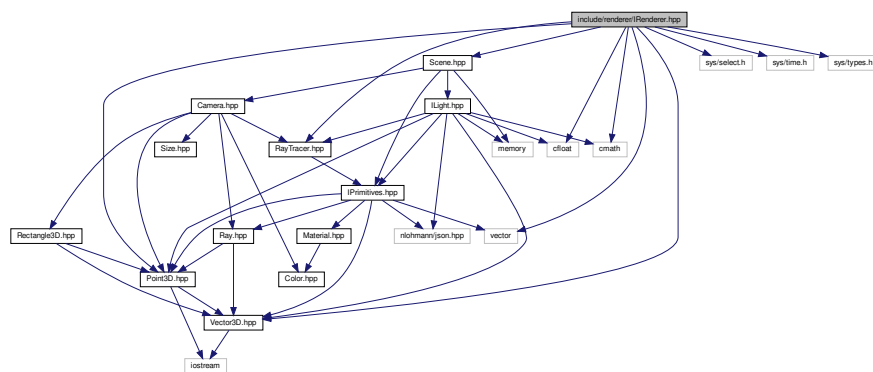 include/renderer/IRenderer.hpp
Scene.hpp
sys/select.h
sys/time.h
sys/types.h
Camera.hpp
ILight.hpp
Size.hpp
RayTracer.hpp
memory
cfloat
cmath
IPrimitives.hpp
Rectangle3D.hpp
Ray.hpp
Material.hpp
nlohmann/json.hpp
vector
Point3D.hpp
Color.hpp
Vector3D.hpp
iostream